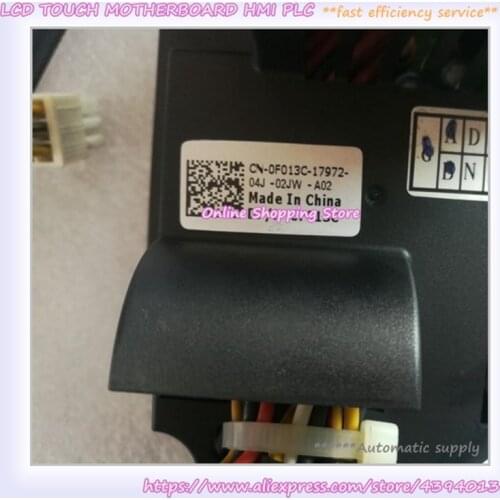 LCD TOUCH MOTHERBOARD HMI PLC **fast efficiency service/**
A D
D N
CN-0F013C-17972-
04J -02JW -A02
Made In China
Online Shopping Store
Automatic supply
https://www.aliexpress.com/store/4394013